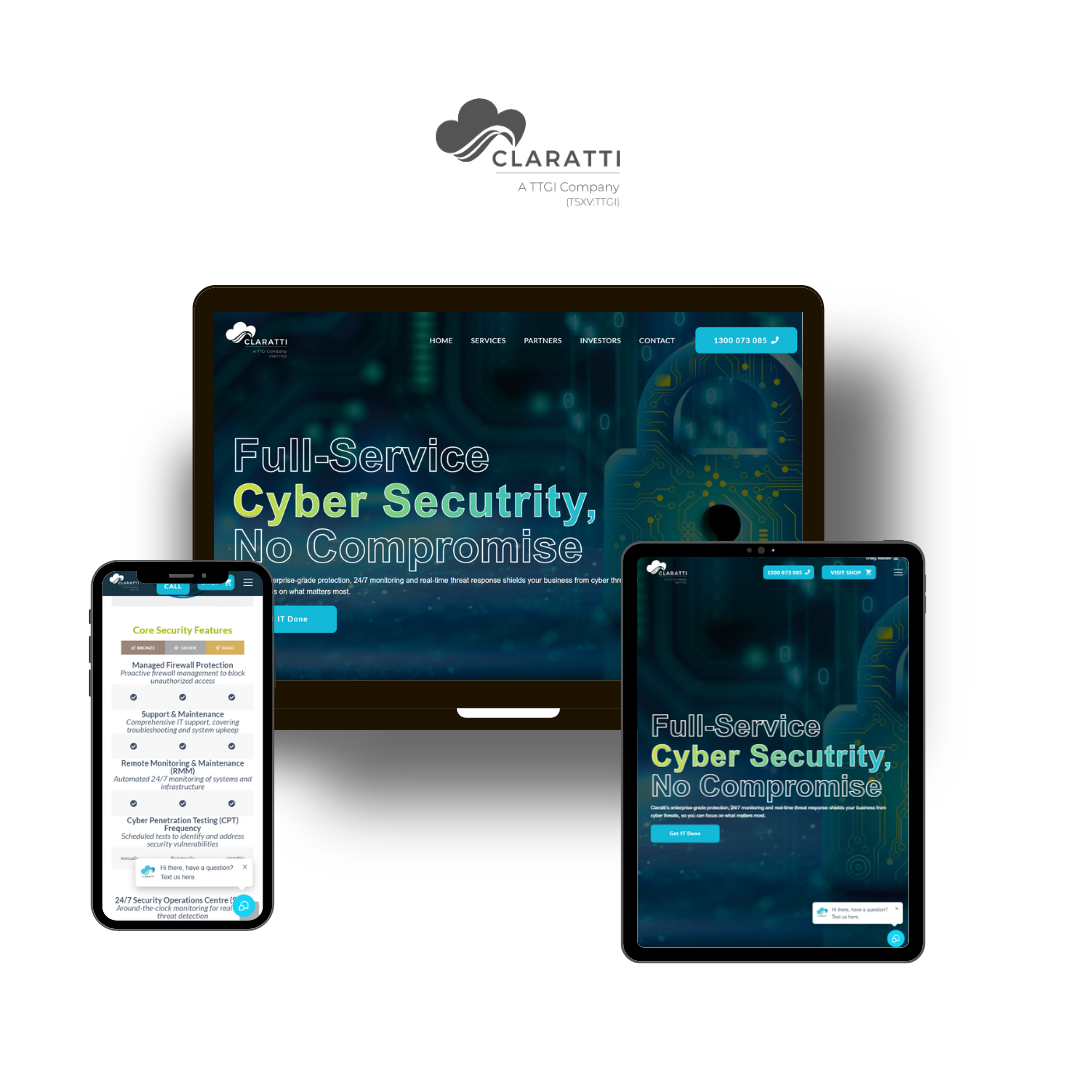 CLARATTI
A TTGI Company
(TSXV:TTGI)
CLARATTI
A TTGI Company
HOME SERVICES PARTNERS INVESTORS CONTACT 1300 073 085
Full-Service
Cyber Secutrity,
No Compromise
erprise-grade protection, 24/7 monitoring and real-time threat response shields your business from cyber thre
s on what matters most.
IT Done
CLARATTI
CALL
Core Security Features
BRONZE SILVER GOLD
Managed Firewall Protection
Proactive firewall management to block
unauthorized access
Support & Maintenance
Comprehensive IT support, covering
troubleshooting and system upkeep
Remote Monitoring & Maintenance
(RMM)
Automated 24/7 monitoring of systems and
infrastructure
Cyber Penetration Testing (CPT)
Frequency
Scheduled tests to identify and address
security vulnerabilities
Hi there, have a question?
Text us here.
24/7 Security Operations Centre (S
Around-the-clock monitoring for real
threat detection
CLARATTI
1300 073 085 VISIT SHOP
Full-Service
Cyber Secutrity,
No Compromise
Claratti's enterprise-grade protection, 24/7 monitoring and real-time threat response shields your business from
cyber threats, so you can focus on what matters most.
Get IT Done
Hi there, have a question?
Text us here.